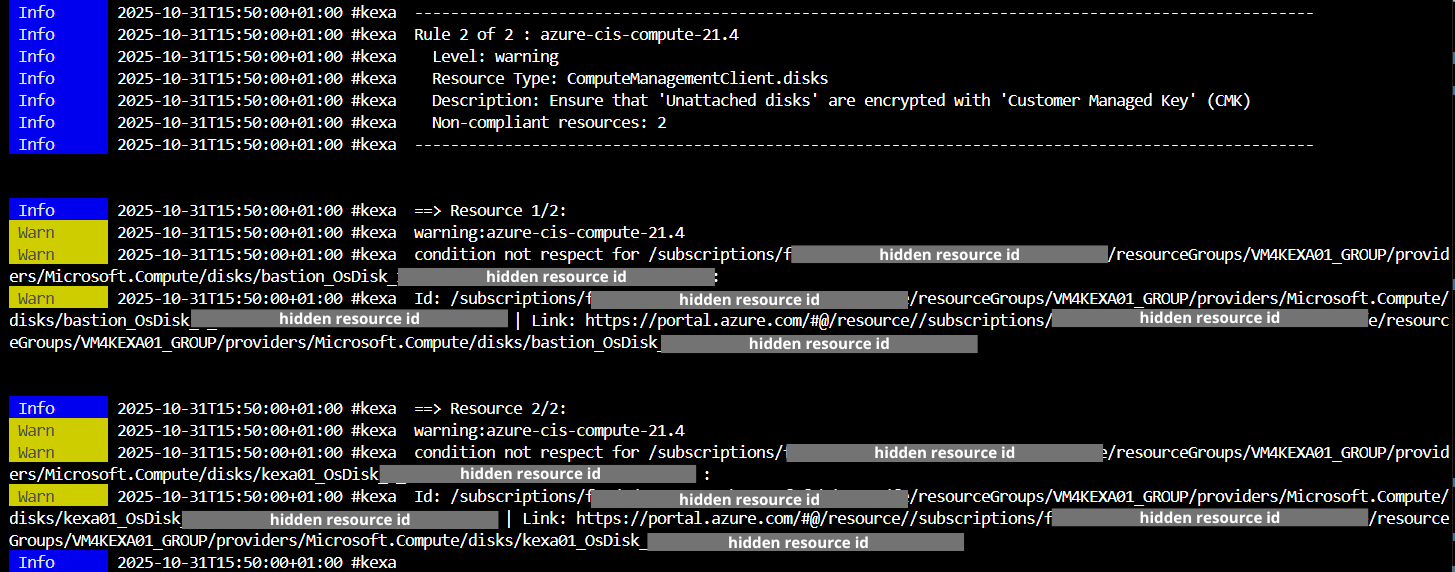 Info 2025-10-31T15:50:00+01:00 #kexa ----------------------------------------------------------------------------------------------------
Info 2025-10-31T15:50:00+01:00 #kexa Rule 2 of 2 : azure-cis-compute-21.4
Info 2025-10-31T15:50:00+01:00 #kexa Level: warning
Info 2025-10-31T15:50:00+01:00 #kexa Resource Type: ComputeManagementClient.disks
Info 2025-10-31T15:50:00+01:00 #kexa Description: Ensure that 'Unattached disks' are encrypted with 'Customer Managed Key' (CMK)
Info 2025-10-31T15:50:00+01:00 #kexa Non-compliant resources: 2
Info 2025-10-31T15:50:00+01:00 #kexa ----------------------------------------------------------------------------------------------------
Info 2025-10-31T15:50:00+01:00 #kexa ==> Resource 1/2:
Warn 2025-10-31T15:50:00+01:00 #kexa warning:azure-cis-compute-21.4
Warn 2025-10-31T15:50:00+01:00 #kexa condition not respect for /subscriptions/f hidden resource id /resourceGroups/VM4KEXA01_GROUP/provid
ers/Microsoft.Compute/disks/bastion_OsDisk_ hidden resource id :
Warn 2025-10-31T15:50:00+01:00 #kexa Id: /subscriptions/f hidden resource id /resourceGroups/VM4KEXA01_GROUP/providers/Microsoft.Compute/
disks/bastion_OsDisk hidden resource id | Link: https://portal.azure.com/#@/resource//subscriptions/ hidden resource id e/resourc
eGroups/VM4KEXA01_GROUP/providers/Microsoft.Compute/disks/bastion_OsDisk_ hidden resource id
Info 2025-10-31T15:50:00+01:00 #kexa ==> Resource 2/2:
Warn 2025-10-31T15:50:00+01:00 #kexa warning:azure-cis-compute-21.4
Warn 2025-10-31T15:50:00+01:00 #kexa condition not respect for /subscriptions/ hidden resource id /resourceGroups/VM4KEXA01_GROUP/provid
ers/Microsoft.Compute/disks/kexa01_OsDisk_ hidden resource id :
Warn 2025-10-31T15:50:00+01:00 #kexa Id: /subscriptions/f hidden resource id /resourceGroups/VM4KEXA01_GROUP/providers/Microsoft.Compute/
disks/kexa01_OsDisk hidden resource id | Link: https://portal.azure.com/#@/resource//subscriptions/f hidden resource id /resource
Groups/VM4KEXA01_GROUP/providers/Microsoft.Compute/disks/kexa01_OsDisk_ hidden resource id
Info 2025-10-31T15:50:00+01:00 #kexa